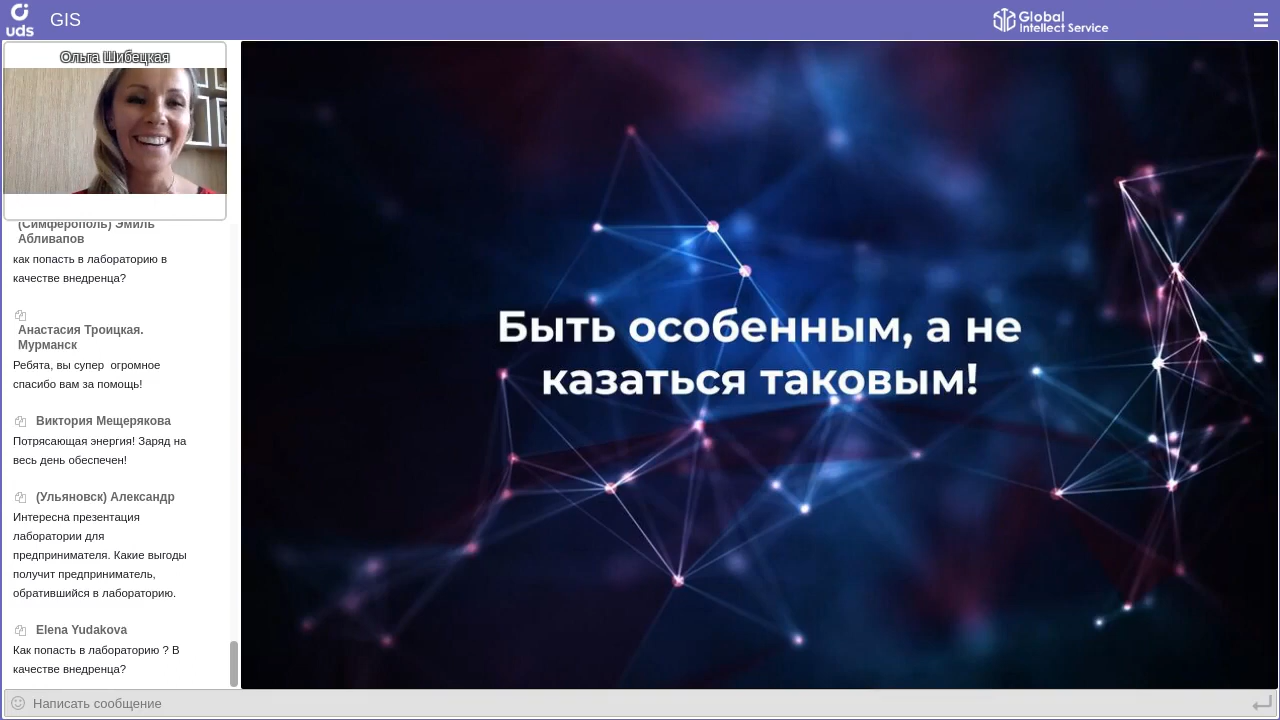 uds
GIS
Global
Intellect Service
Ольга Шибецкая
(Симферополь) Эмиль
Абливапов
как попасть в лабораторию в
качестве внедренца?
Анастасия Троицкая.
Мурманск
Ребята, вы супер  огромное
спасибо вам за помощь!
Виктория Мещерякова
Потрясающая энергия! Заряд на
весь день обеспечен!
(Ульяновск) Александр
Интересна презентация
лаборатории для
предпринимателя. Какие выгоды
получит предприниматель,
обратившийся в лабораторию.
Elena Yudakova
Как попасть в лабораторию ? В
качестве внедренца?
Написать сообщение
Быть особенным, а не
казаться таковым!